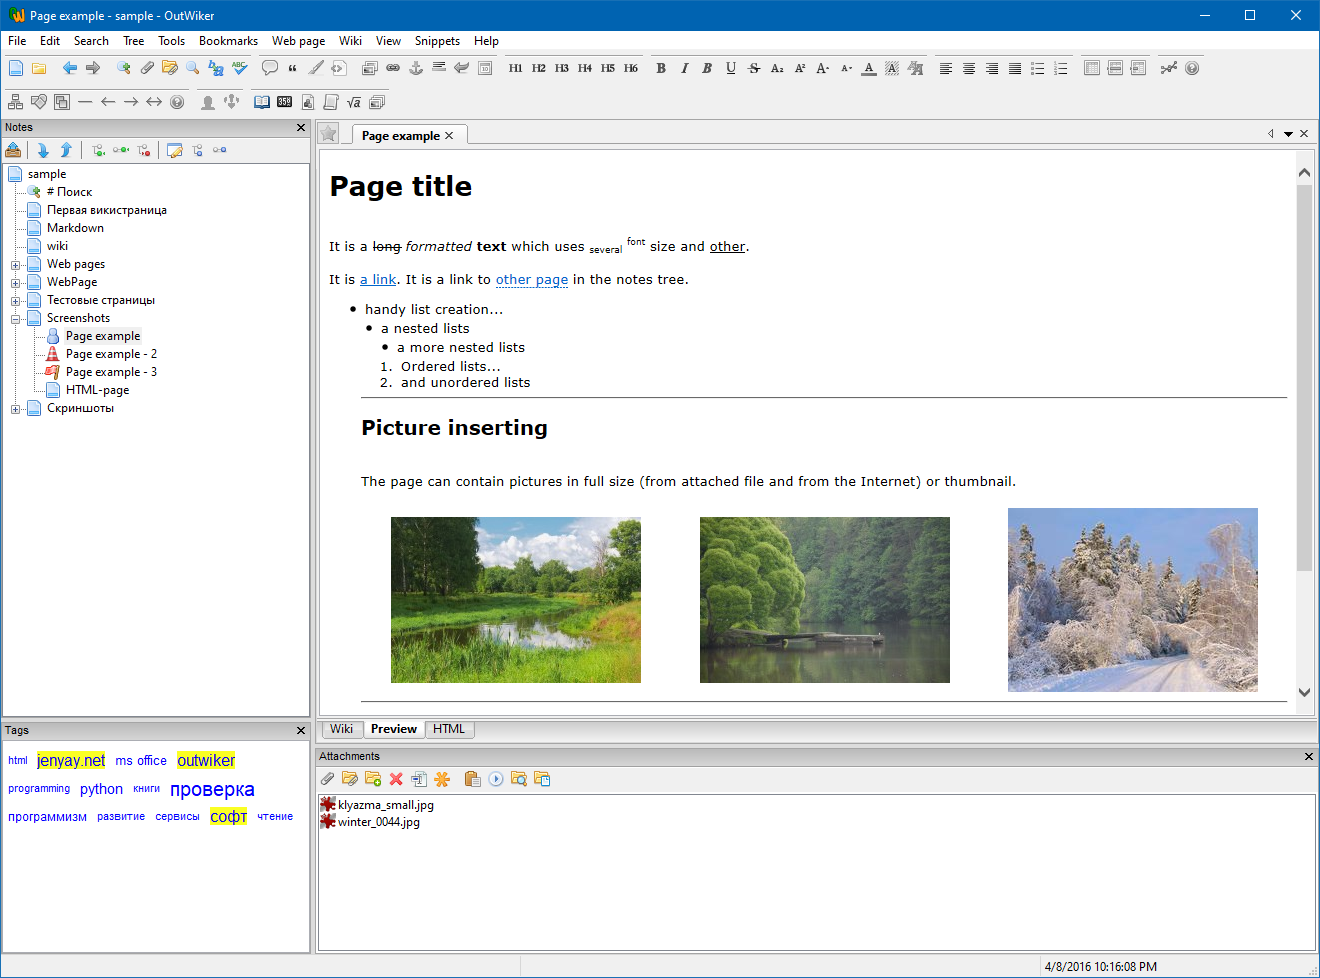 Page example - sample - OutWiker
File Edit Search Tree Tools Bookmarks Web page Wiki View Snippets Help
H1 H2 H3 H4 H5 H6 B I B U S A₂ A² A A A
√a
Notes
sample
# Поиск
Первая викистраница
Markdown
wiki
Web pages
WebPage
Тестовые страницы
Screenshots
Page example
Page example - 2
Page example - 3
HTML-page
Скриншоты
Tags
html jenyay.net ms office outwiker
programming python книги проверка
программизм развитие сервисы софт чтение
Page example
Page title
It is a long formatted text which uses several font size and other.
It is a link. It is a link to other page in the notes tree.
handy list creation...
a nested lists
a more nested lists
1. Ordered lists...
2. and unordered lists
Picture inserting
The page can contain pictures in full size (from attached file and from the Internet) or thumbnail.
Wiki Preview HTML
Attachments
klyazma_small.jpg
winter_0044.jpg
4/8/2016 10:16:08 PM